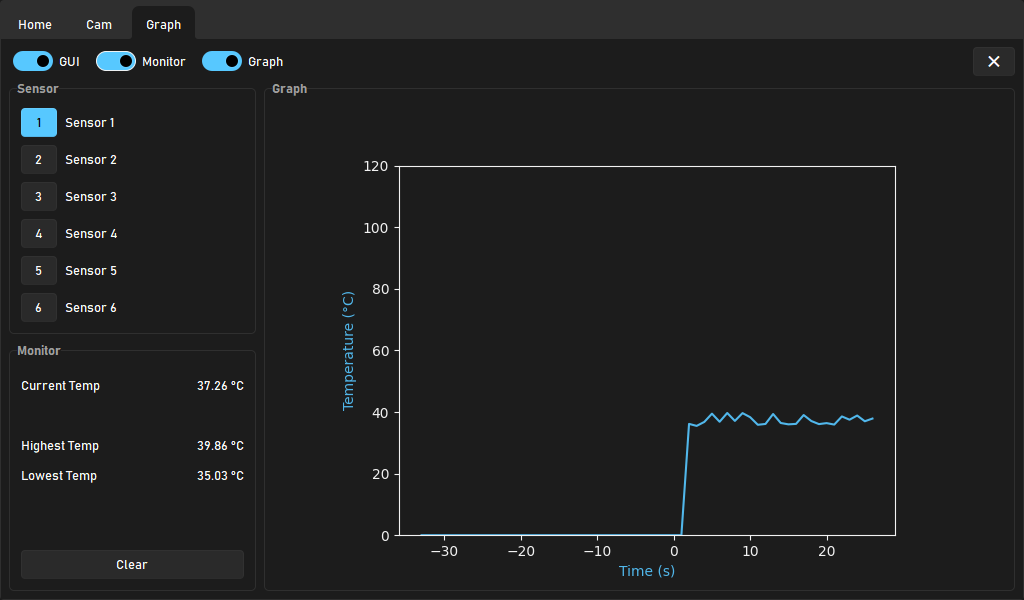 Home Cam Graph
GUI Monitor Graph ✕
Sensor
1 Sensor 1
2 Sensor 2
3 Sensor 3
4 Sensor 4
5 Sensor 5
6 Sensor 6
Monitor
Current Temp 37.26 °C
Highest Temp 39.86 °C
Lowest Temp 35.03 °C
Clear
Graph
120
100
80
60
40
20
0
Temperature (°C)
−30 −20 −10 0 10 20
Time (s)